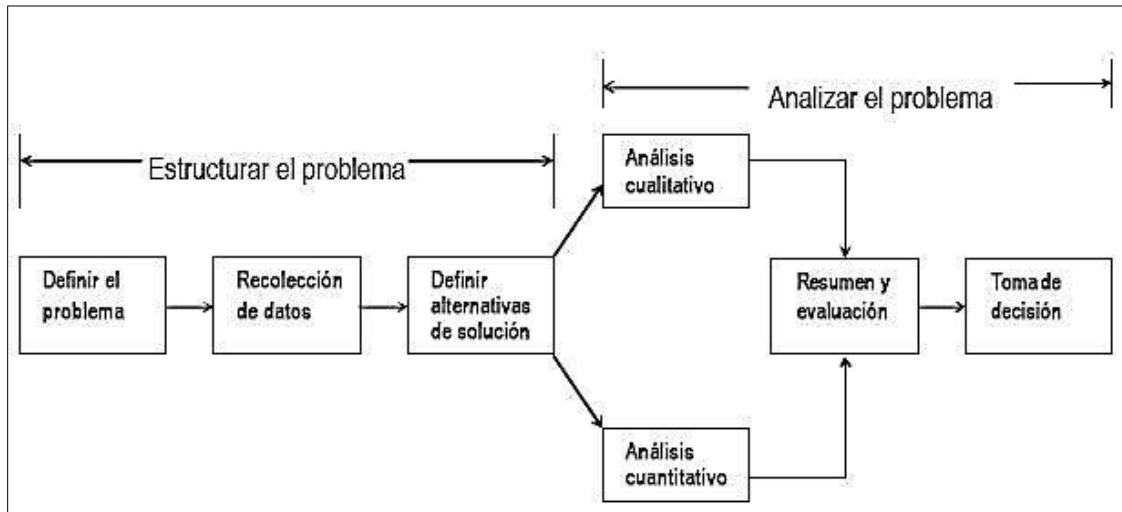 Analizar el problema
Estructurar el problema
Análisis
cualitativo
Definir el
problema
Recolección
de datos
Definir
alternativas
de solución
Resumen y
evaluación
Toma de
decisión
Análisis
cuantitativo